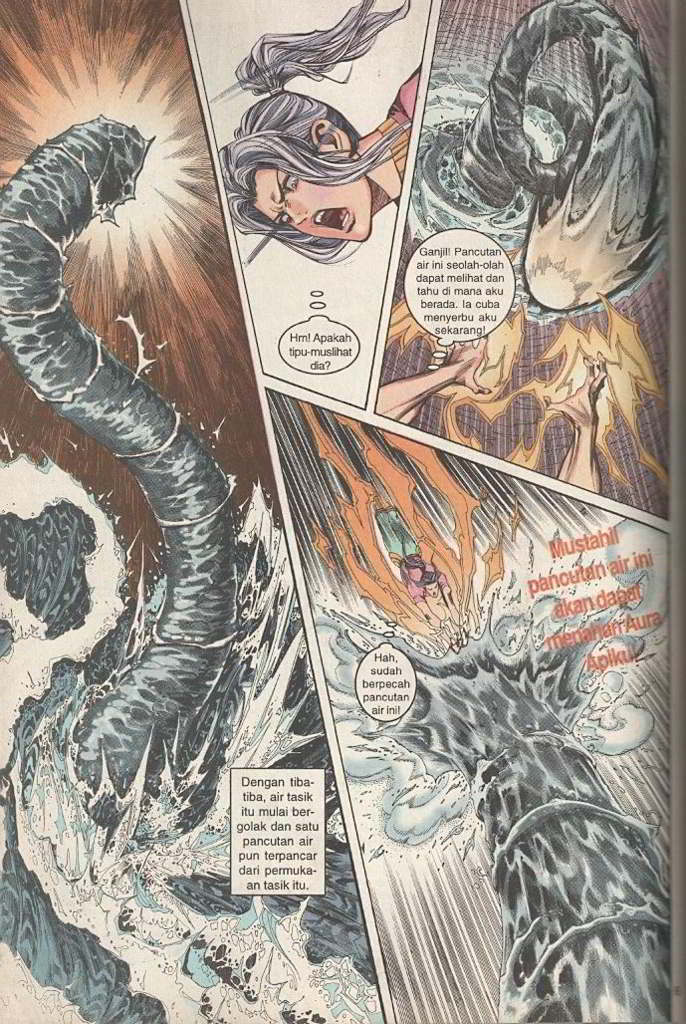 Dengan tiba-
tiba, air tasik
itu mulai ber-
golak dan satu
pancutan air
pun terpancar
dari permuka-
an tasik itu.
Hm! Apakah
tipu-muslihat
dia?
Ganjil! Pancutan
air ini seolah-olah
dapat melihat dan
tahu di mana aku
berada. Ia cuba
menyerbu aku
sekarang!
Mustahil
pancutan air ini
akan dapat
menahan Aura
Apiku
Hah,
sudah
berpecah
pancutan
air ini!